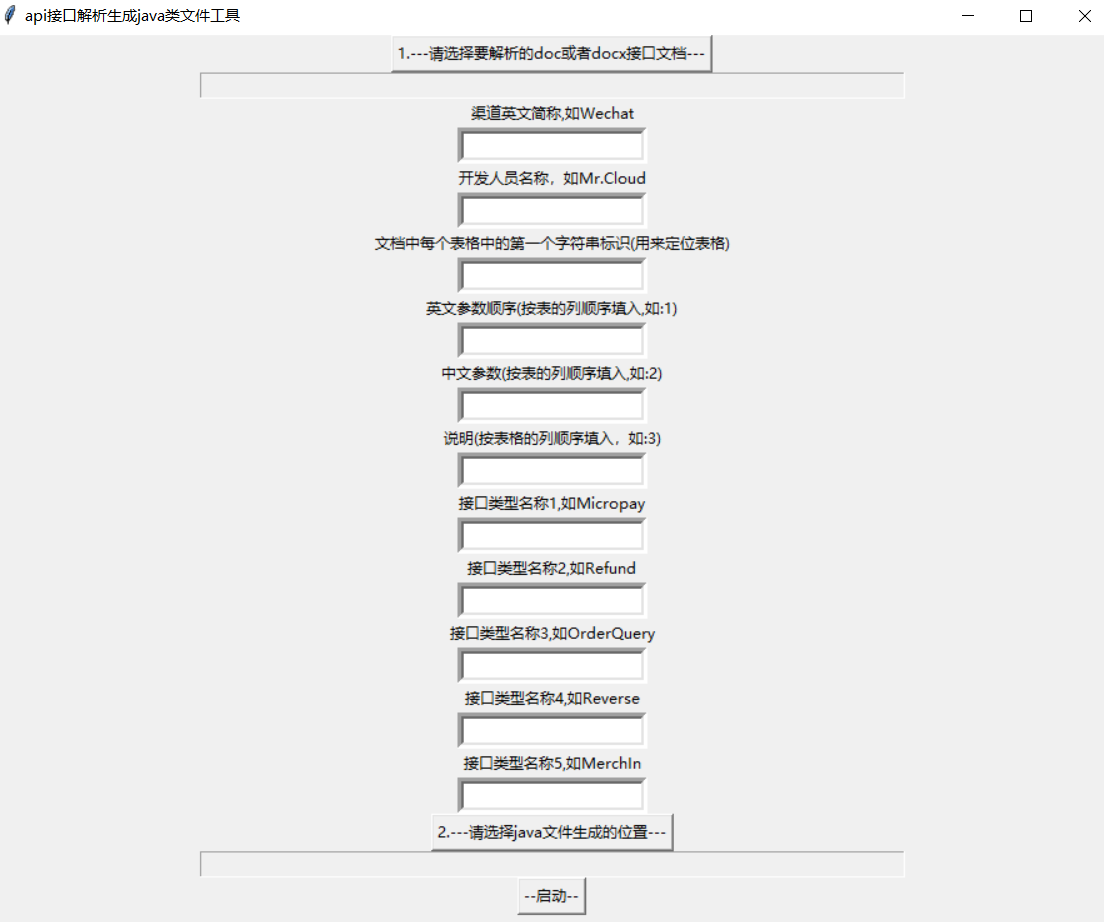 api接口解析生成java类文件工具
1.---请选择要解析的doc或者docx接口文档---
渠道英文简称,如Wechat
开发人员名称，如Mr.Cloud
文档中每个表格中的第一个字符串标识(用来定位表格)
英文参数顺序(按表的列顺序填入,如:1)
中文参数(按表的列顺序填入,如:2)
说明(按表格的列顺序填入，如:3)
接口类型名称1,如Micropay
接口类型名称2,如Refund
接口类型名称3,如OrderQuery
接口类型名称4,如Reverse
接口类型名称5,如MerchIn
2.---请选择java文件生成的位置---
--启动--